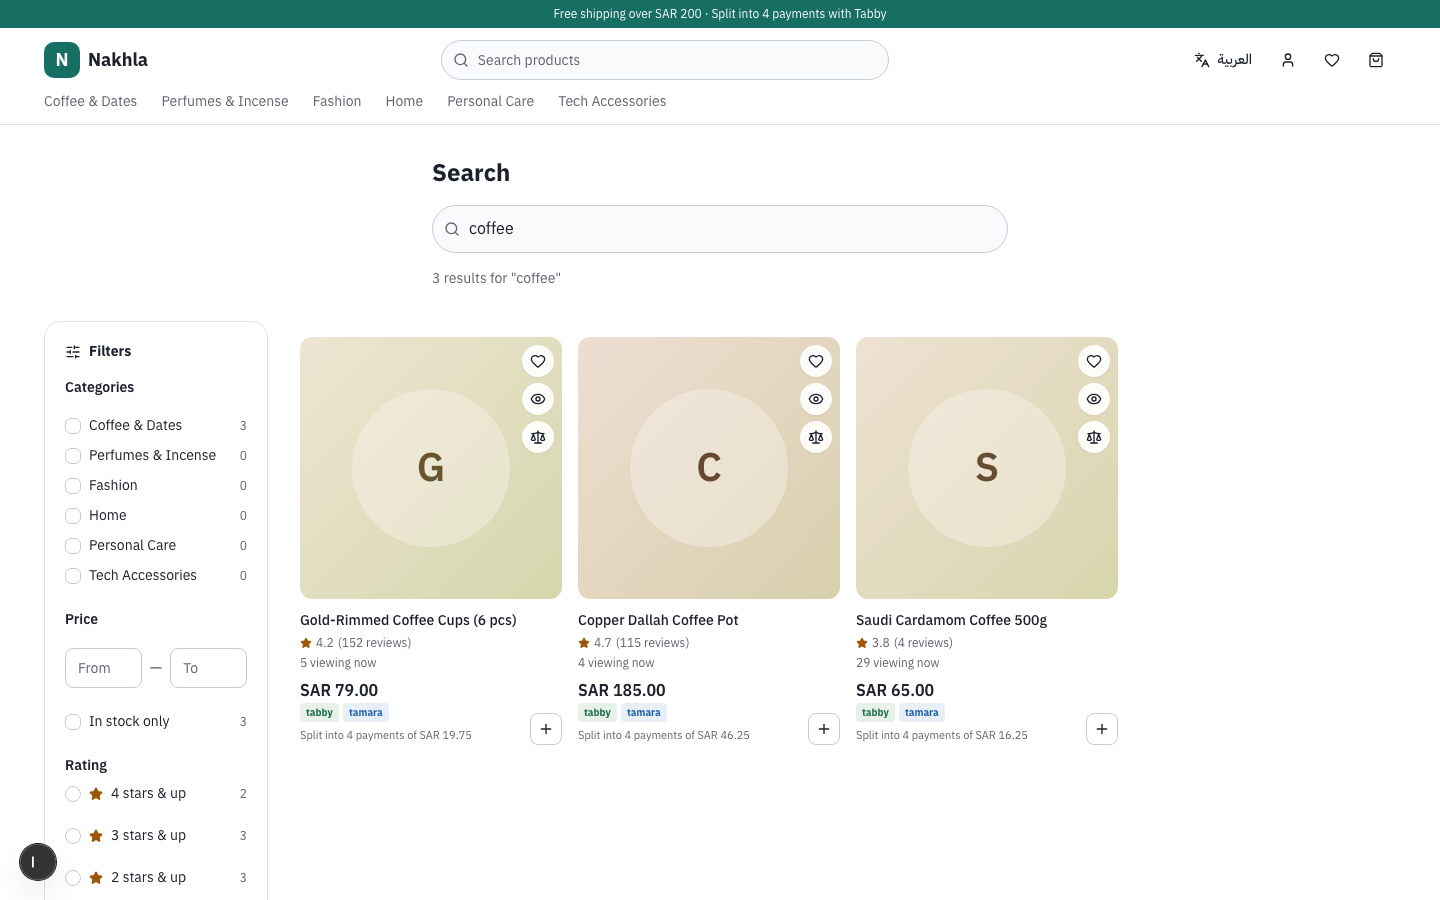 Free shipping over SAR 200 · Split into 4 payments with Tabby
N Nakhla
Search products
العربية
Coffee & Dates Perfumes & Incense Fashion Home Personal Care Tech Accessories
Search
coffee
3 results for "coffee"
Filters
Categories
Coffee & Dates 3
Perfumes & Incense 0
Fashion 0
Home 0
Personal Care 0
Tech Accessories 0
Price
From — To
In stock only 3
Rating
4 stars & up 2
3 stars & up 3
2 stars & up 3
G
Gold-Rimmed Coffee Cups (6 pcs)
4.2 (152 reviews)
5 viewing now
SAR 79.00
tabby tamara
Split into 4 payments of SAR 19.75
C
Copper Dallah Coffee Pot
4.7 (115 reviews)
4 viewing now
SAR 185.00
tabby tamara
Split into 4 payments of SAR 46.25
S
Saudi Cardamom Coffee 500g
3.8 (4 reviews)
29 viewing now
SAR 65.00
tabby tamara
Split into 4 payments of SAR 16.25